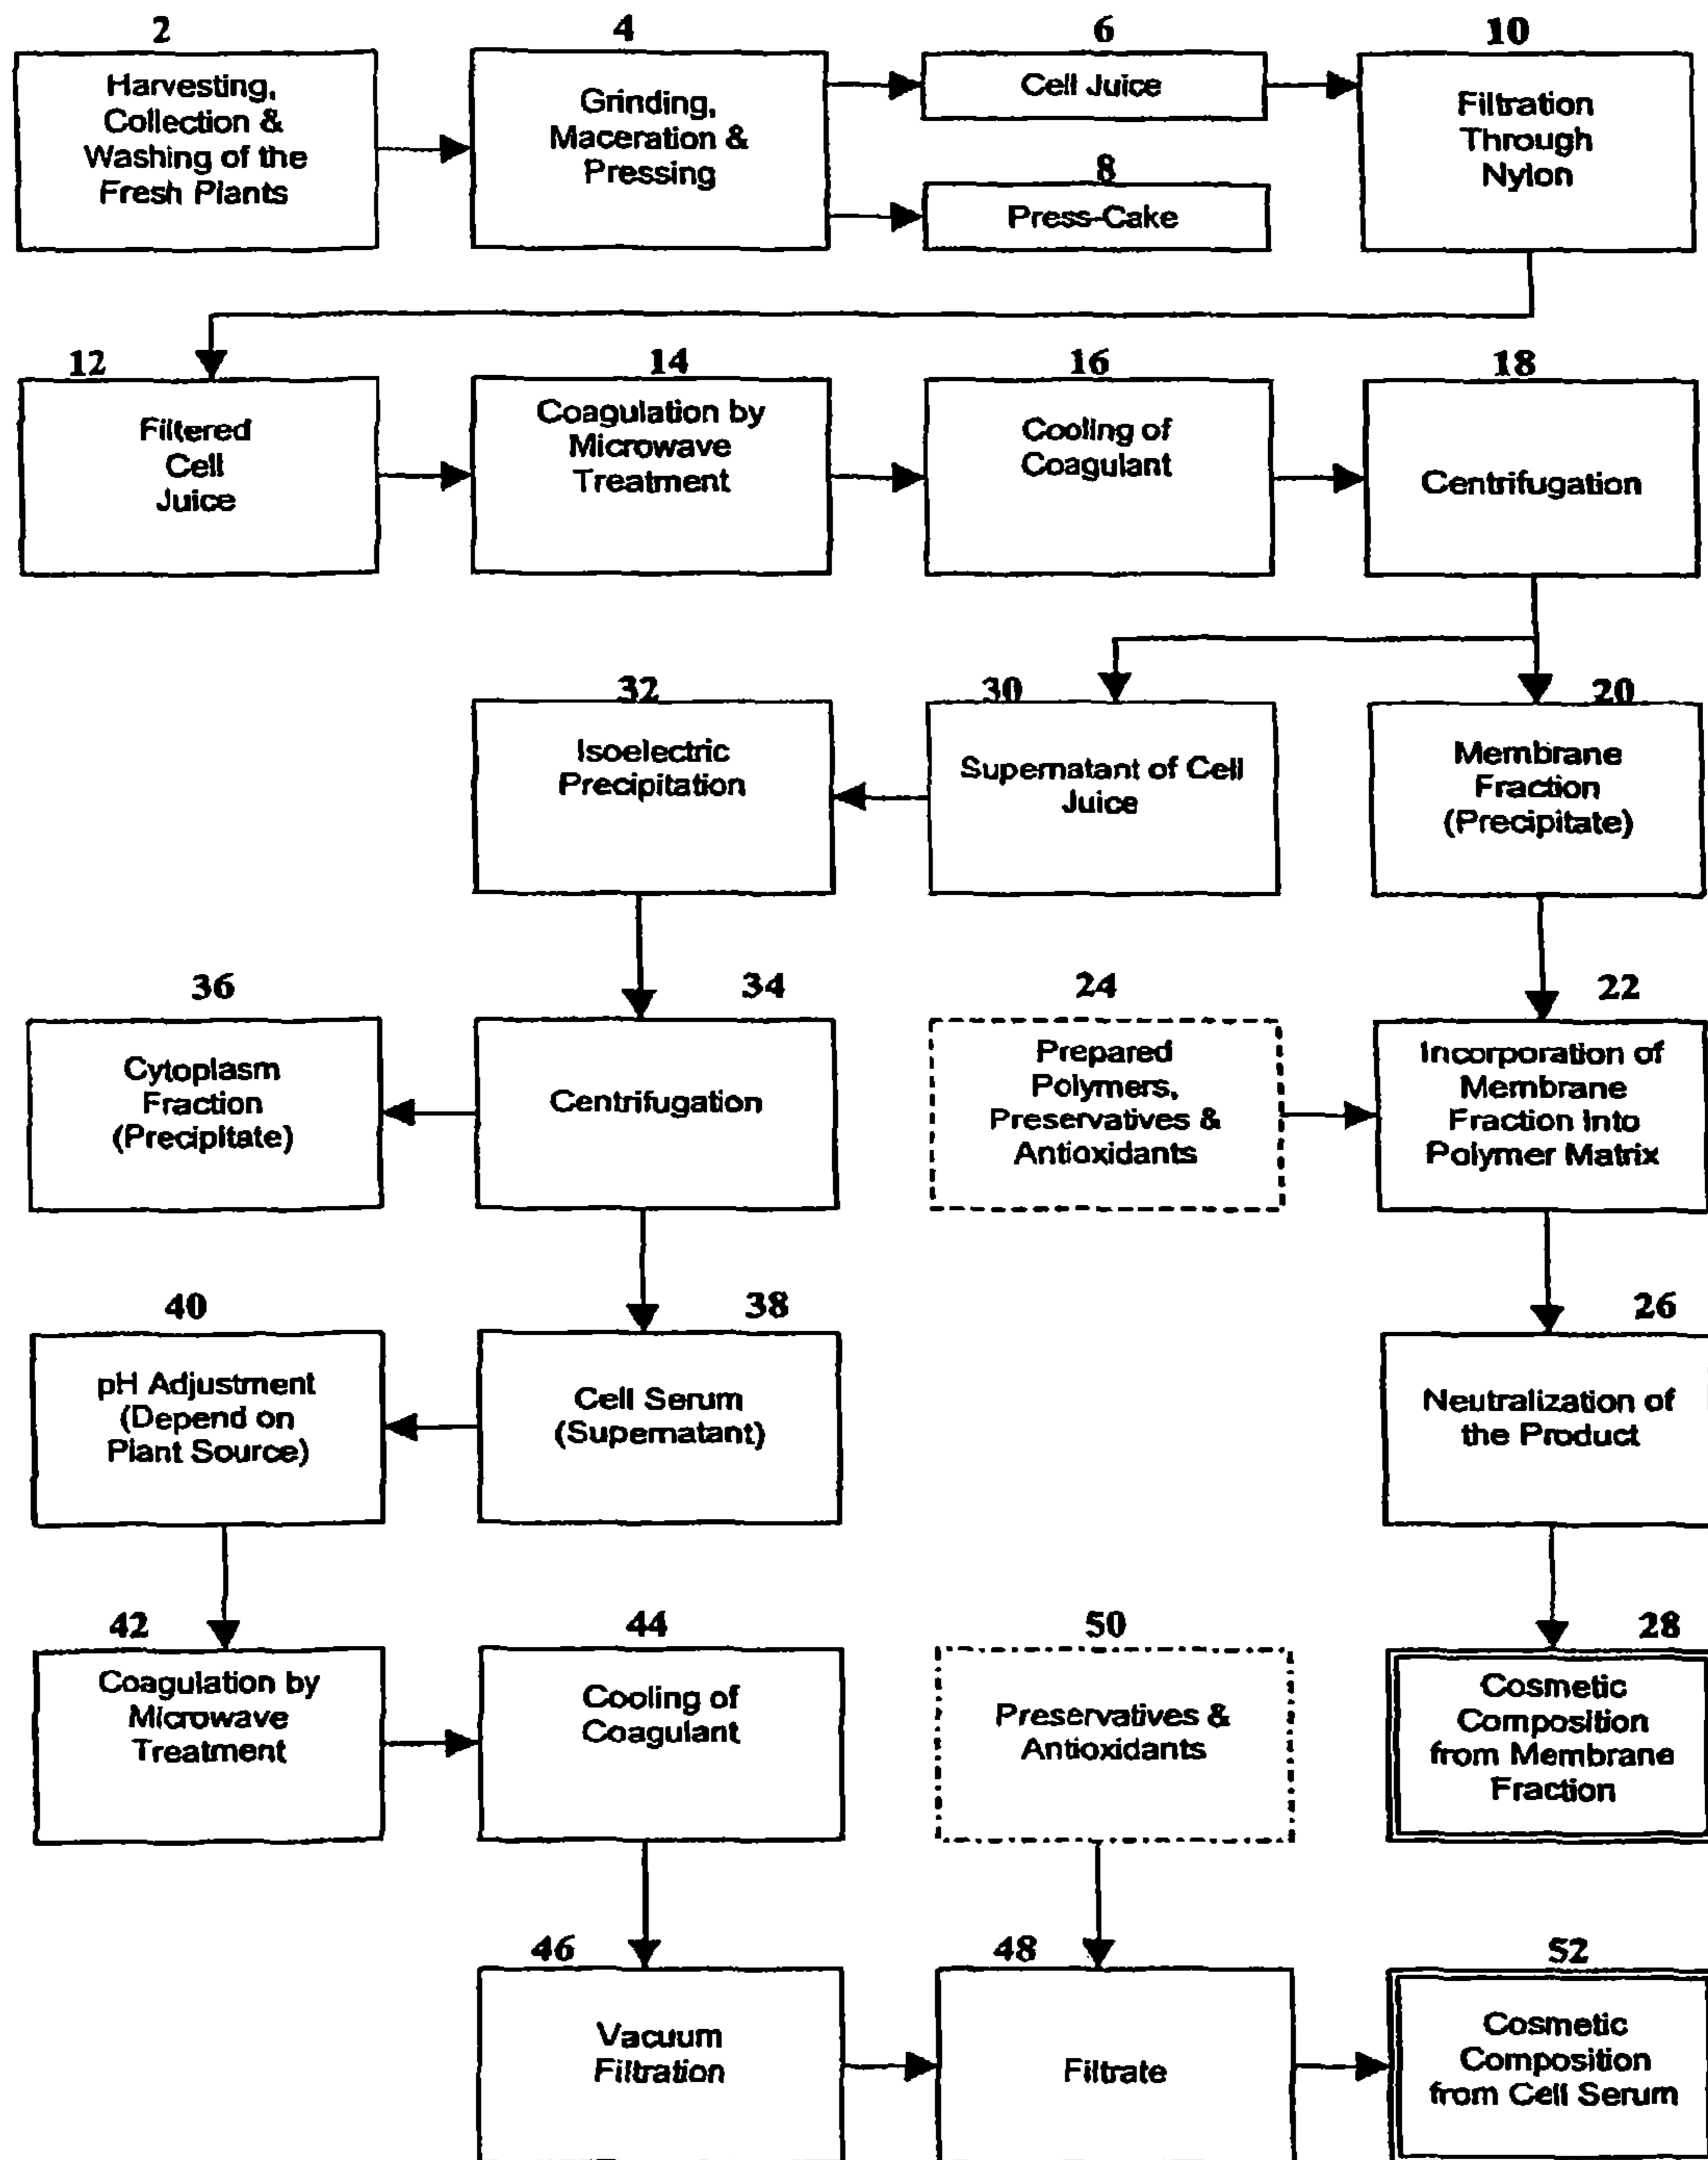 2
Harvesting,
Collection &
Washing of the
Fresh Plants
4
Grinding,
Maceration &
Pressing
6
Cell Juice
8
Press-Cake
10
Filtration
Through
Nylon
12
Filtered
Cell
Juice
14
Coagulation by
Microwave
Treatment
16
Cooling of
Coagulant
18
Centrifugation
32
Isoelectric
Precipitation
30
Supernatant of Cell
Juice
20
Membrane
Fraction
(Precipitate)
36
Cytoplasm
Fraction
(Precipitate)
34
Centrifugation
24
Prepared
Polymers,
Preservatives &
Antioxidants
22
Incorporation of
Membrane
Fraction Into
Polymer Matrix
40
pH Adjustment
(Depend on
Plant Source)
38
Cell Serum
(Supernatant)
26
Neutralization of
the Product
42
Coagulation by
Microwave
Treatment
44
Cooling of
Coagulant
50
Preservatives &
Antioxidants
28
Cosmetic
Composition
from Membrane
Fraction
46
Vacuum
Filtration
48
Filtrate
52
Cosmetic
Composition
from Cell Serum